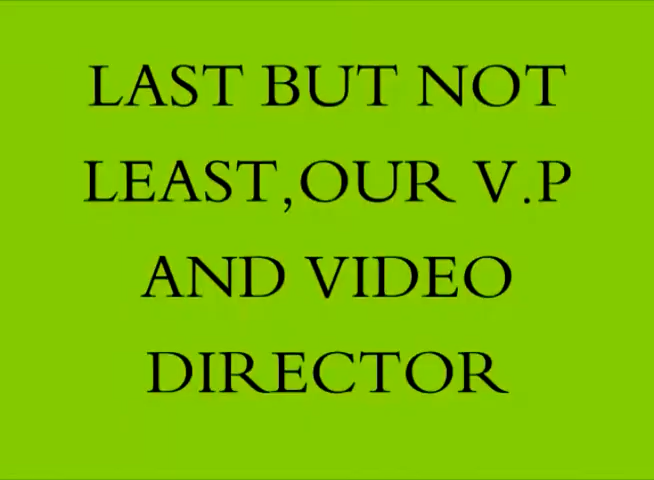 LAST BUT NOT
LEAST,OUR V.P
AND VIDEO
DIRECTOR